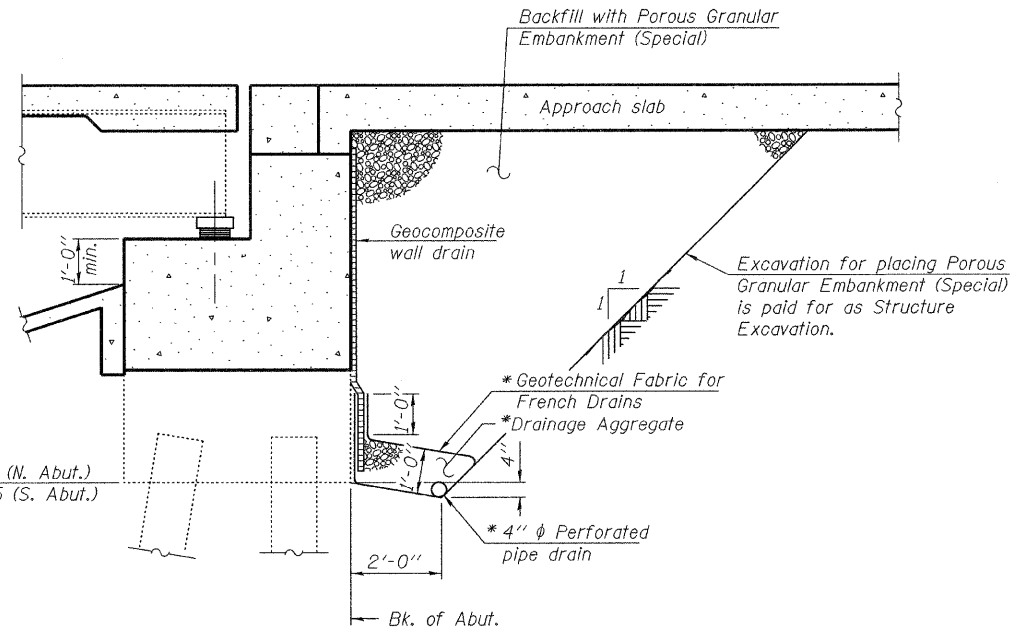 Backfill with Porous Granular
Embankment (Special)
Approach slab
Geocomposite
wall drain
1'-0"
min.
1
1
Excavation for placing Porous
Granular Embankment (Special)
is paid for as Structure
Excavation.
* Geotechnical Fabric for
French Drains
1'-0"
*Drainage Aggregate
1'-0"
4"
(N. Abut.)
(S. Abut.)
* 4" ϕ Perforated
pipe drain
2'-0"
Bk. of Abut.